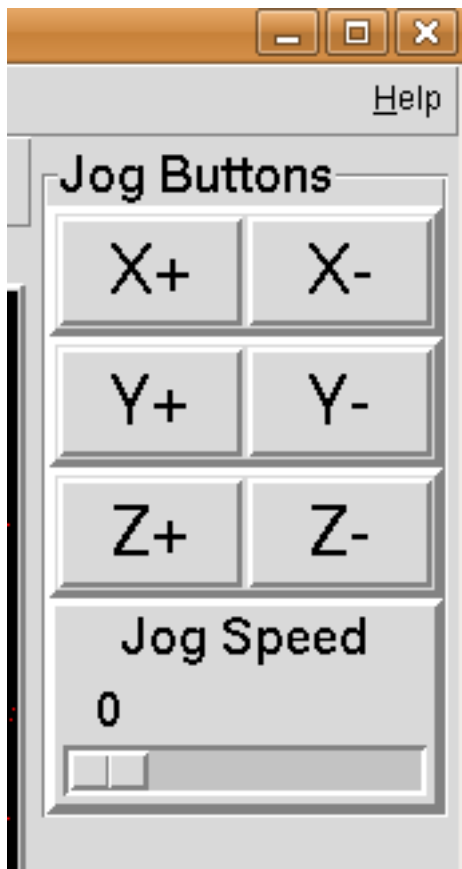 Help
Jog Buttons
X+ X-
Y+ Y-
Z+ Z-
Jog Speed
0